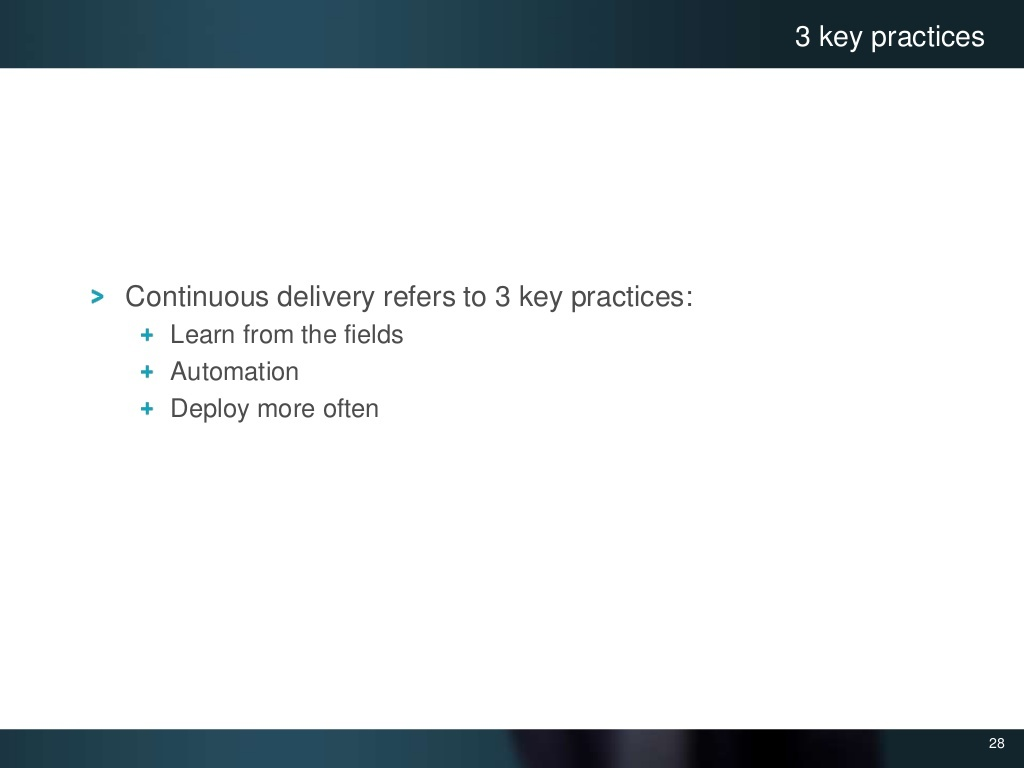 3 key practices
> Continuous delivery refers to 3 key practices:
+ Learn from the fields
+ Automation
+ Deploy more often
28